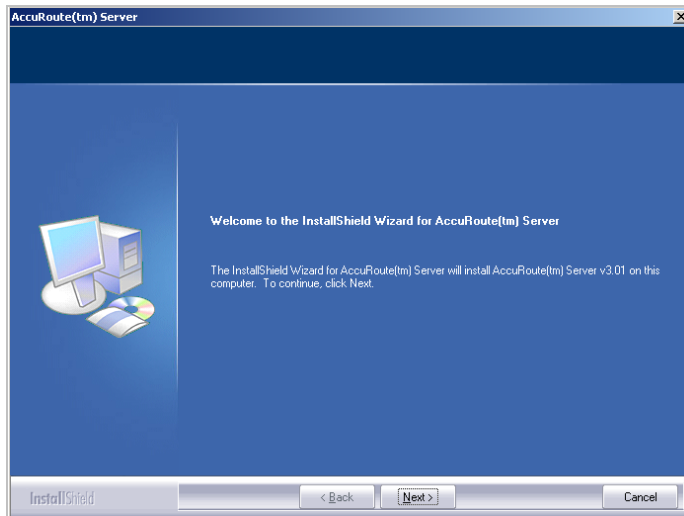 AccuRoute(tm) Server
Welcome to the InstallShield Wizard for AccuRoute(tm) Server
The InstallShield Wizard for AccuRoute(tm) Server will install AccuRoute(tm) Server v3.01 on this
computer. To continue, click Next.
InstallShield
< Back
Next >
Cancel